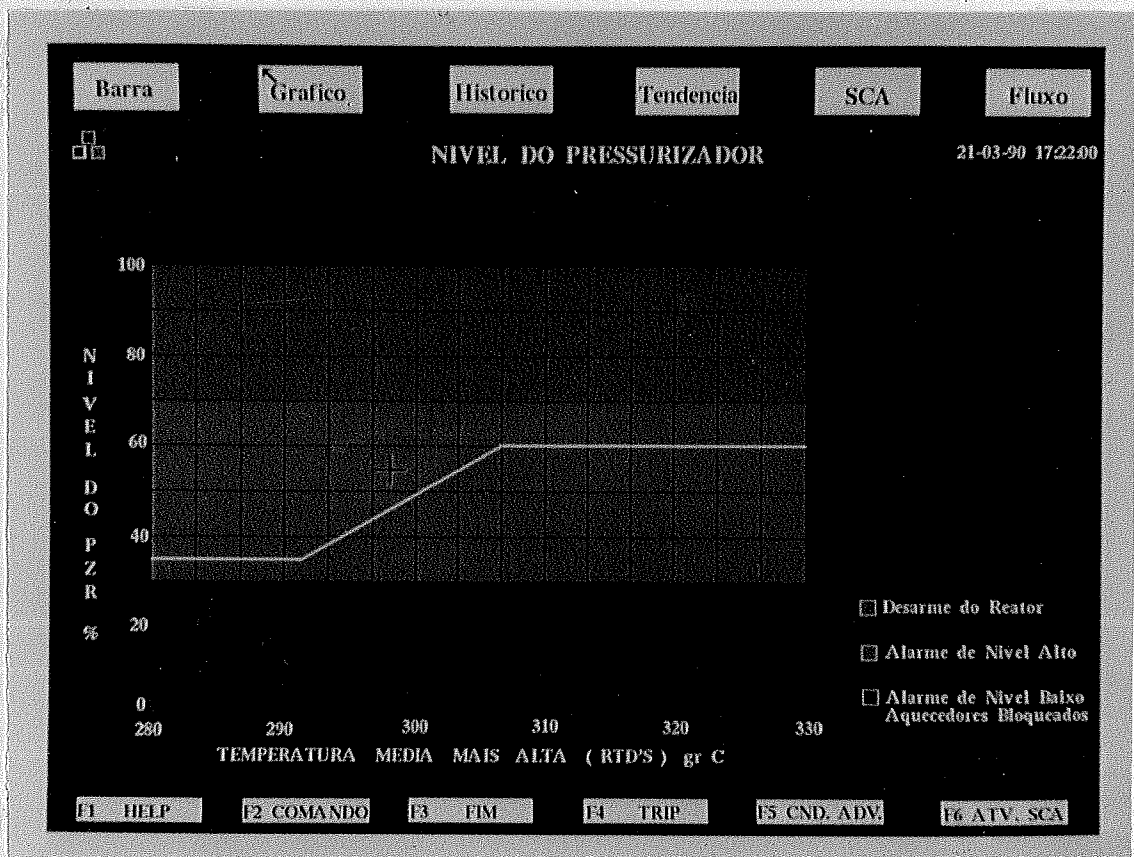 Barra
Grafico
Historico
Tendencia
SCA
Fluxo
NIVEL DO PRESSURIZADOR
21-03-90 17:22:00
100
80
60
40
20
0
NIVEL DO PZR %
280
290
300
310
320
330
TEMPERATURA MEDIA MAIS ALTA ( RTD'S ) gr C
Desarme do Reator
Alarme de Nivel Alto
Alarme de Nivel Baixo
Aquecedores Bloqueados
F1 HELP
F2 COMANDO
F3 FIM
F4 TRIP
F5 CND. ADV.
F6 ATV. SCA